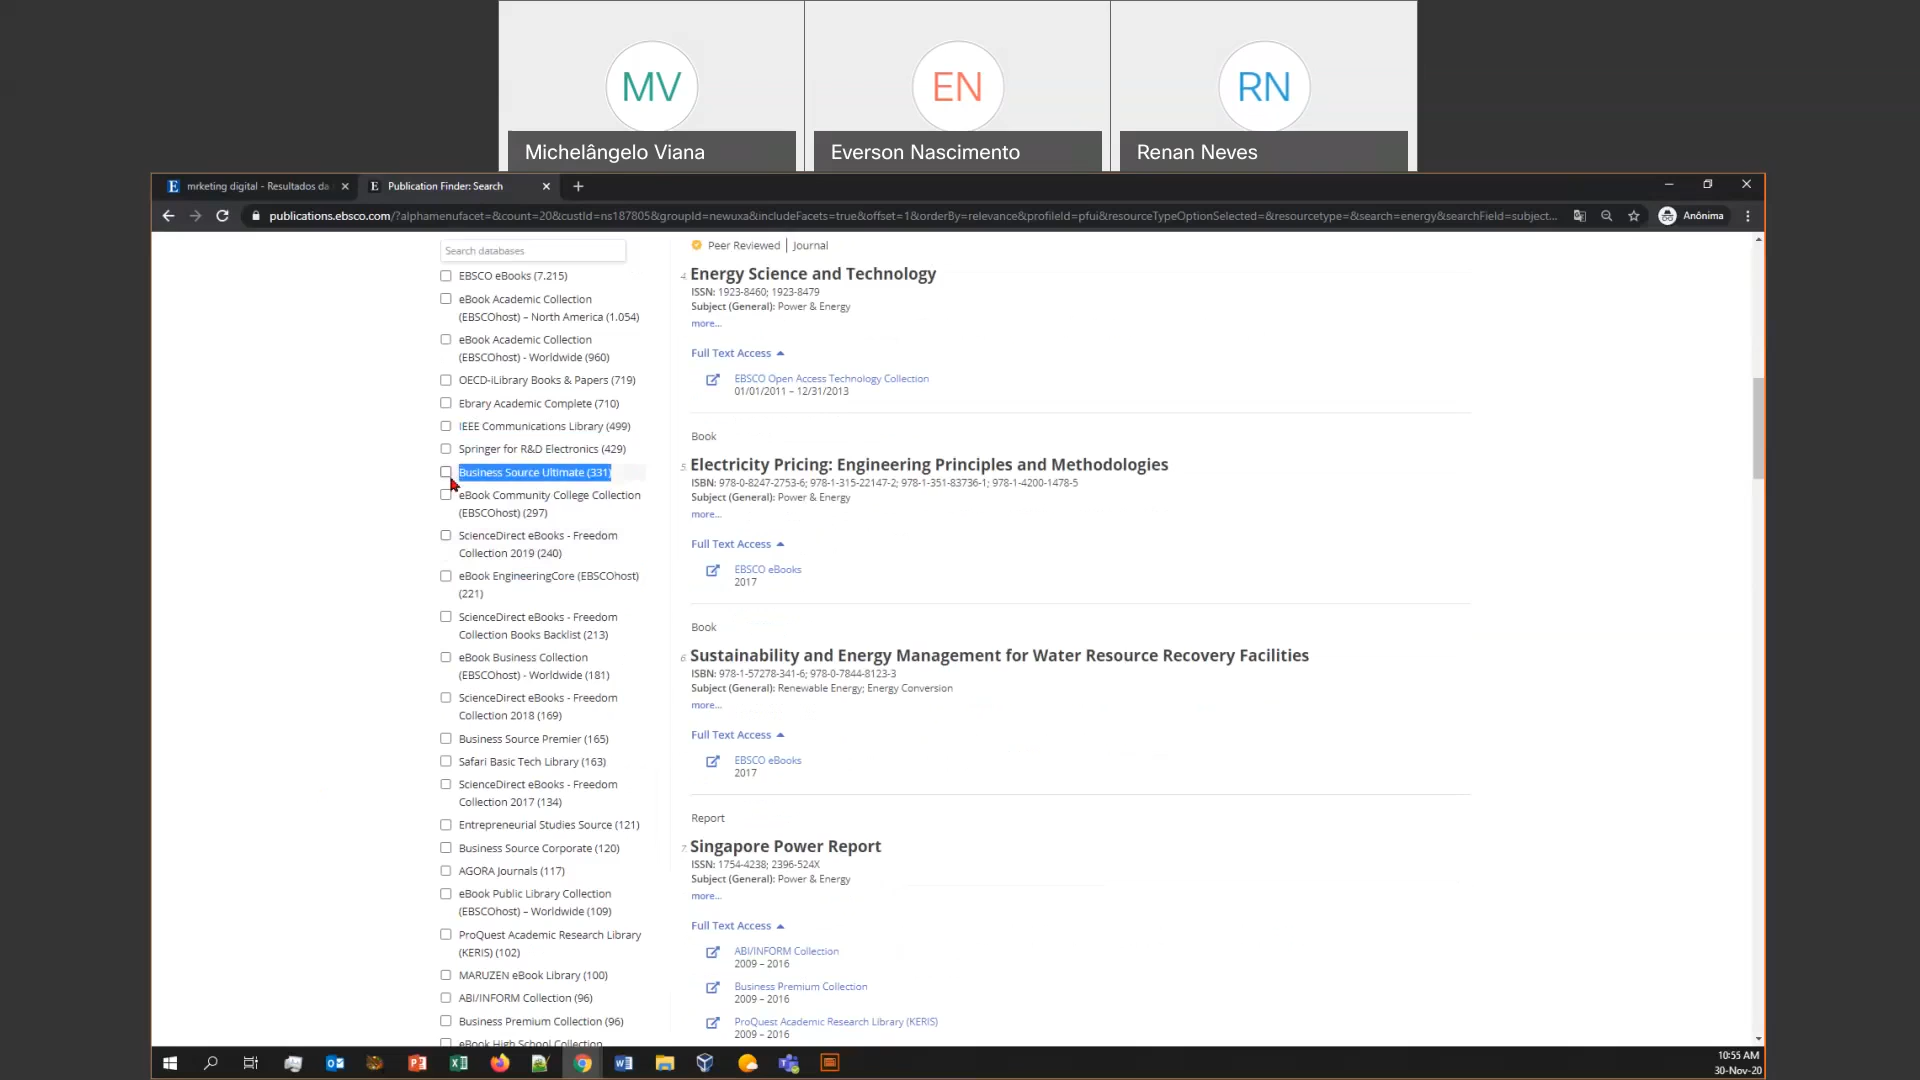 MV
EN
RN
Michelângelo Viana
Everson Nascimento
Renan Neves
mrketing digital - Resultados da
Publication Finder: Search
publications.ebsco.com/?alphamenufacet=&count=20&custId=ns187805&groupId=newuxa&includeFacets=true&offset=1&orderBy=relevance&profileId=pfui&resourceTypeOptionSelected=&resourcetype=&search=energy&searchField=subject...
Anônima
Search databases
EBSCO eBooks (7.215)
eBook Academic Collection
(EBSCOhost) – North America (1.054)
eBook Academic Collection
(EBSCOhost) - Worldwide (960)
OECD-iLibrary Books & Papers (719)
Ebrary Academic Complete (710)
IEEE Communications Library (499)
Springer for R&D Electronics (429)
Business Source Ultimate (331)
eBook Community College Collection
(EBSCOhost) (297)
ScienceDirect eBooks - Freedom
Collection 2019 (240)
eBook EngineeringCore (EBSCOhost)
(221)
ScienceDirect eBooks - Freedom
Collection Books Backlist (213)
eBook Business Collection
(EBSCOhost) - Worldwide (181)
ScienceDirect eBooks - Freedom
Collection 2018 (169)
Business Source Premier (165)
Safari Basic Tech Library (163)
ScienceDirect eBooks - Freedom
Collection 2017 (134)
Entrepreneurial Studies Source (121)
Business Source Corporate (120)
AGORA Journals (117)
eBook Public Library Collection
(EBSCOhost) – Worldwide (109)
ProQuest Academic Research Library
(KERIS) (102)
MARUZEN eBook Library (100)
ABI/INFORM Collection (96)
Business Premium Collection (96)
eBook High School Collection
Peer Reviewed | Journal
4. Energy Science and Technology
ISSN: 1923-8460; 1923-8479
Subject (General): Power & Energy
more...
Full Text Access
EBSCO Open Access Technology Collection
01/01/2011 – 12/31/2013
Book
5. Electricity Pricing: Engineering Principles and Methodologies
ISBN: 978-0-8247-2753-6; 978-1-315-22147-2; 978-1-351-83736-1; 978-1-4200-1478-5
Subject (General): Power & Energy
more...
Full Text Access
EBSCO eBooks
2017
Book
6. Sustainability and Energy Management for Water Resource Recovery Facilities
ISBN: 978-1-57278-341-6; 978-0-7844-8123-3
Subject (General): Renewable Energy; Energy Conversion
more...
Full Text Access
EBSCO eBooks
2017
Report
7. Singapore Power Report
ISSN: 1754-4238; 2396-524X
Subject (General): Power & Energy
more...
Full Text Access
ABI/INFORM Collection
2009 – 2016
Business Premium Collection
2009 – 2016
ProQuest Academic Research Library (KERIS)
2009 – 2016
10:55 AM
30-Nov-20